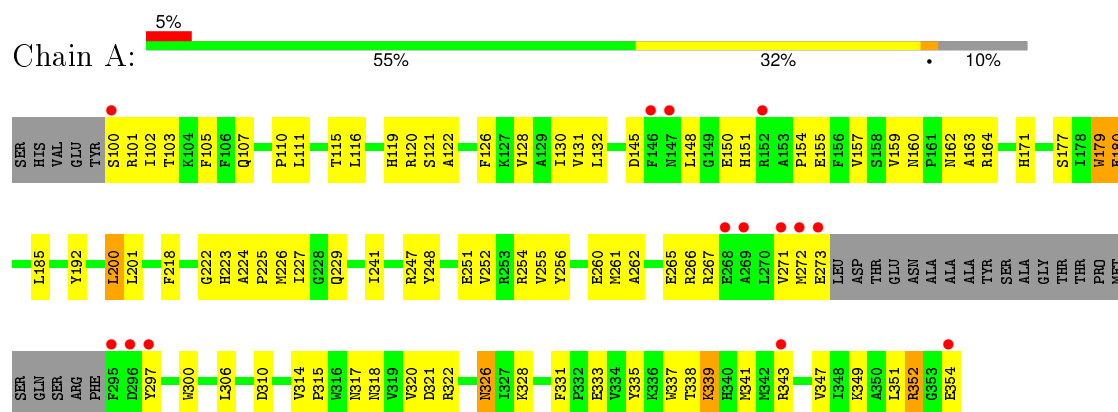 5%
Chain A:
55% 32% • 10%
SER HIS VAL GLU TYR S100 R101 I102 T103 K104 F105 F106 Q107 P110 L111 T115 L116 H119 R120 S121 A122 F126 K127 V128 A129 I130 V131 L132 D145 F146 N147 L148 G149 E150 H151 R152 A153 P154 E155 F156 V157 S158 V159 N160 P161 N162 A163 R164 H171 S177 I178 W179
L185 Y192 L200 L201 F218 G222 H223 A224 P225 M226 I227 G228 Q229 I241 R247 Y248 E251 V252 R253 R254 V255 Y256 E260 M261 A262 E265 R266 R267 E268 A269 L270 V271 M272 E273 LEU ASP THR GLU ASN ALA ALA ALA TYR SER ALA GLY THR THR PRO MET
SER GLN SER ARG PHE F295 D296 Y297 W300 L306 D310 V314 P315 W316 N317 N318 V319 V320 D321 R322 N326 I327 K328 F331 P332 E333 V334 Y335 K336 W337 T338 K339 H340 M341 M342 R343 V347 I348 K349 A350 L351 R352 G353 E354